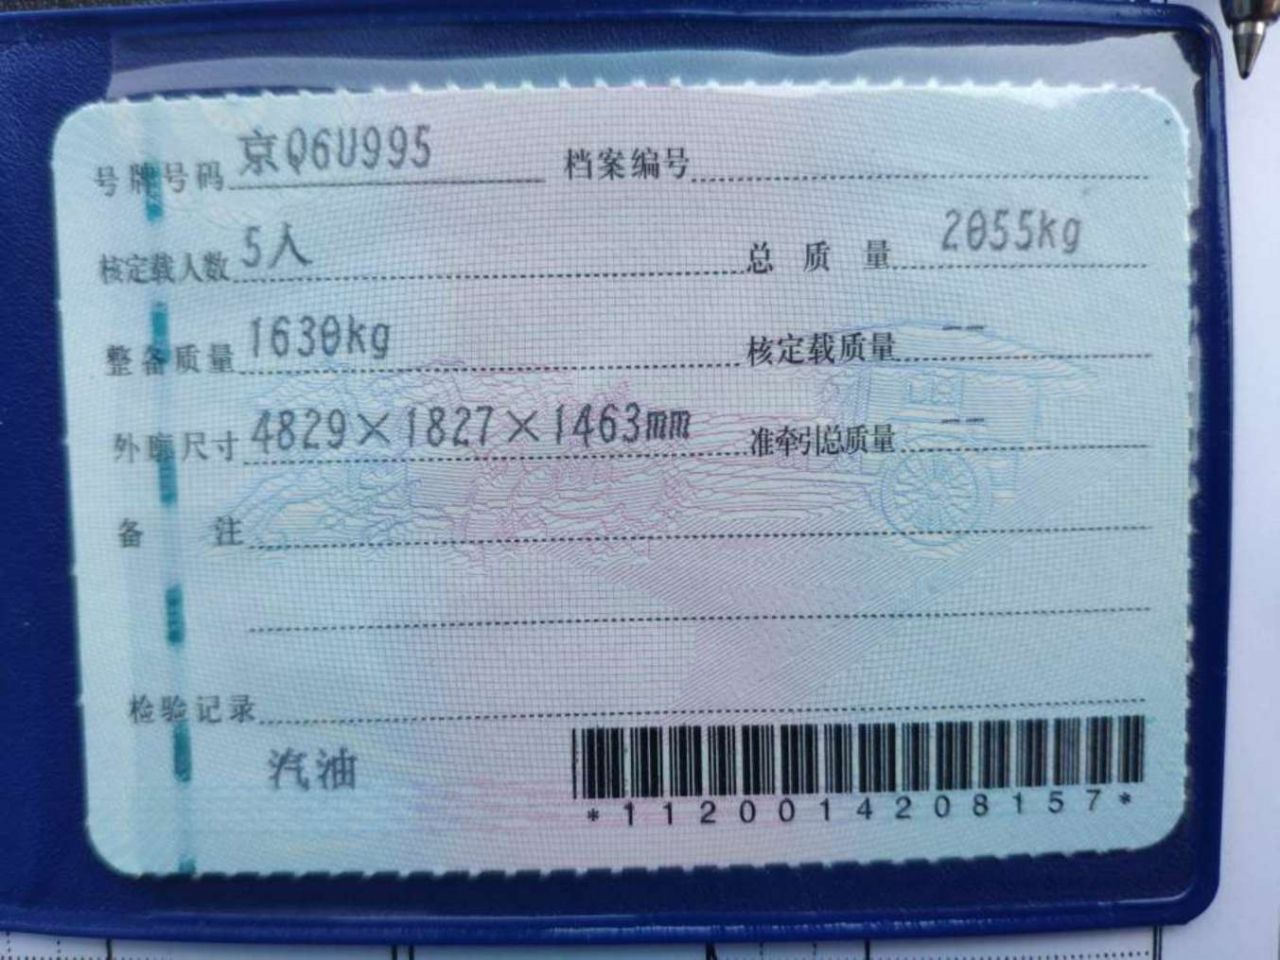 号牌号码 京Q6U995 档案编号
核定载人数 5人 总质量 2055kg
整备质量 1630kg 核定载质量 --
外廓尺寸 4829×1827×1463mm 准牵引总质量 --
备注
检验记录
汽油
*1120014208157*